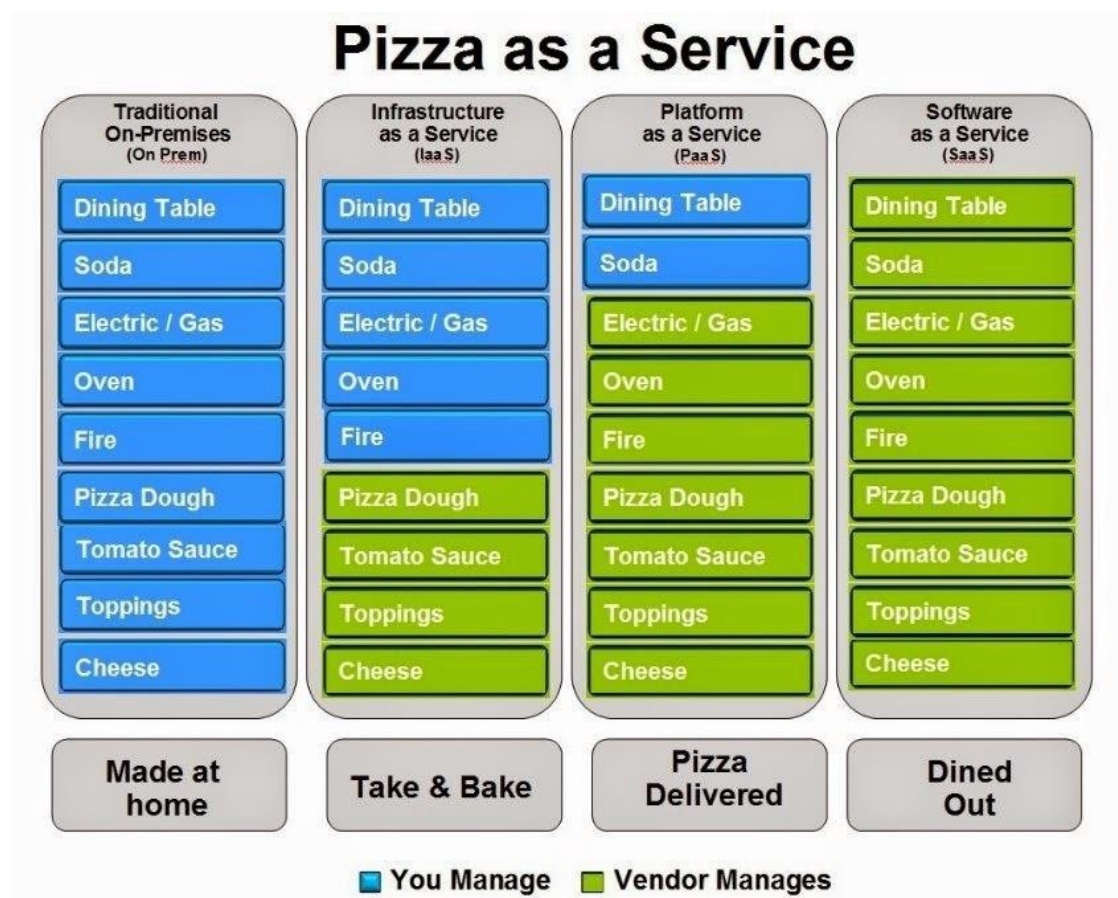 Pizza as a Service
Traditional
On-Premises
(On Prem)
Dining Table
Soda
Electric / Gas
Oven
Fire
Pizza Dough
Tomato Sauce
Toppings
Cheese
Made at
home
Infrastructure
as a Service
(IaaS)
Dining Table
Soda
Electric / Gas
Oven
Fire
Pizza Dough
Tomato Sauce
Toppings
Cheese
Take & Bake
Platform
as a Service
(PaaS)
Dining Table
Soda
Electric / Gas
Oven
Fire
Pizza Dough
Tomato Sauce
Toppings
Cheese
Pizza
Delivered
Software
as a Service
(SaaS)
Dining Table
Soda
Electric / Gas
Oven
Fire
Pizza Dough
Tomato Sauce
Toppings
Cheese
Dined
Out
You Manage
Vendor Manages